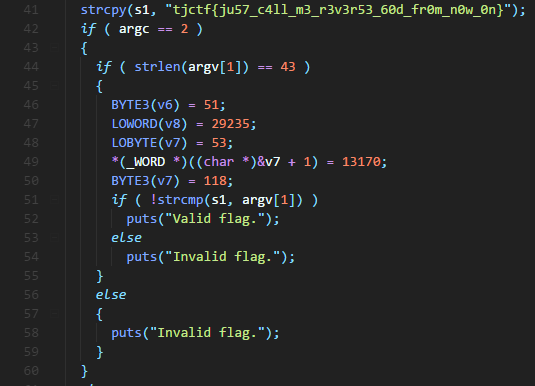 41 strcpy(s1, "tjctf{ju57_c4ll_m3_r3v3r53_60d_fr0m_n0w_0n}");
42 if ( argc == 2 )
43 {
44 if ( strlen(argv[1]) == 43 )
45 {
46 BYTE3(v6) = 51;
47 LOWORD(v8) = 29235;
48 LOBYTE(v7) = 53;
49 *(_WORD *)((char *)&v7 + 1) = 13170;
50 BYTE3(v7) = 118;
51 if ( !strcmp(s1, argv[1]) )
52 puts("Valid flag.");
53 else
54 puts("Invalid flag.");
55 }
56 else
57 {
58 puts("Invalid flag.");
59 }
60 }